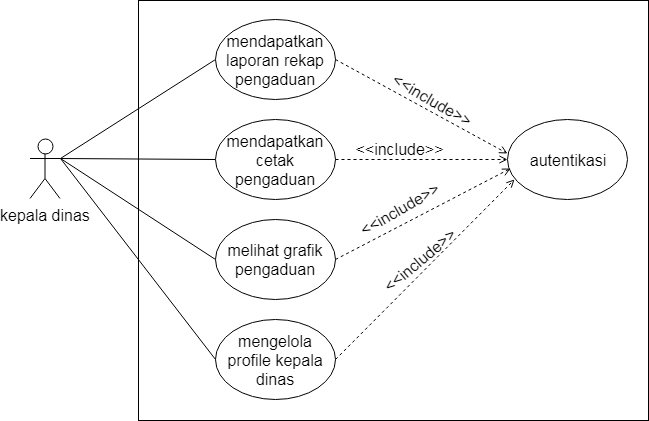 mendapatkan
laporan rekap
pengaduan
<<include>>
mendapatkan
cetak
pengaduan
<<include>>
autentikasi
kepala dinas
melihat grafik
pengaduan
<<include>>
mengelola
profile kepala
dinas
<<include>>